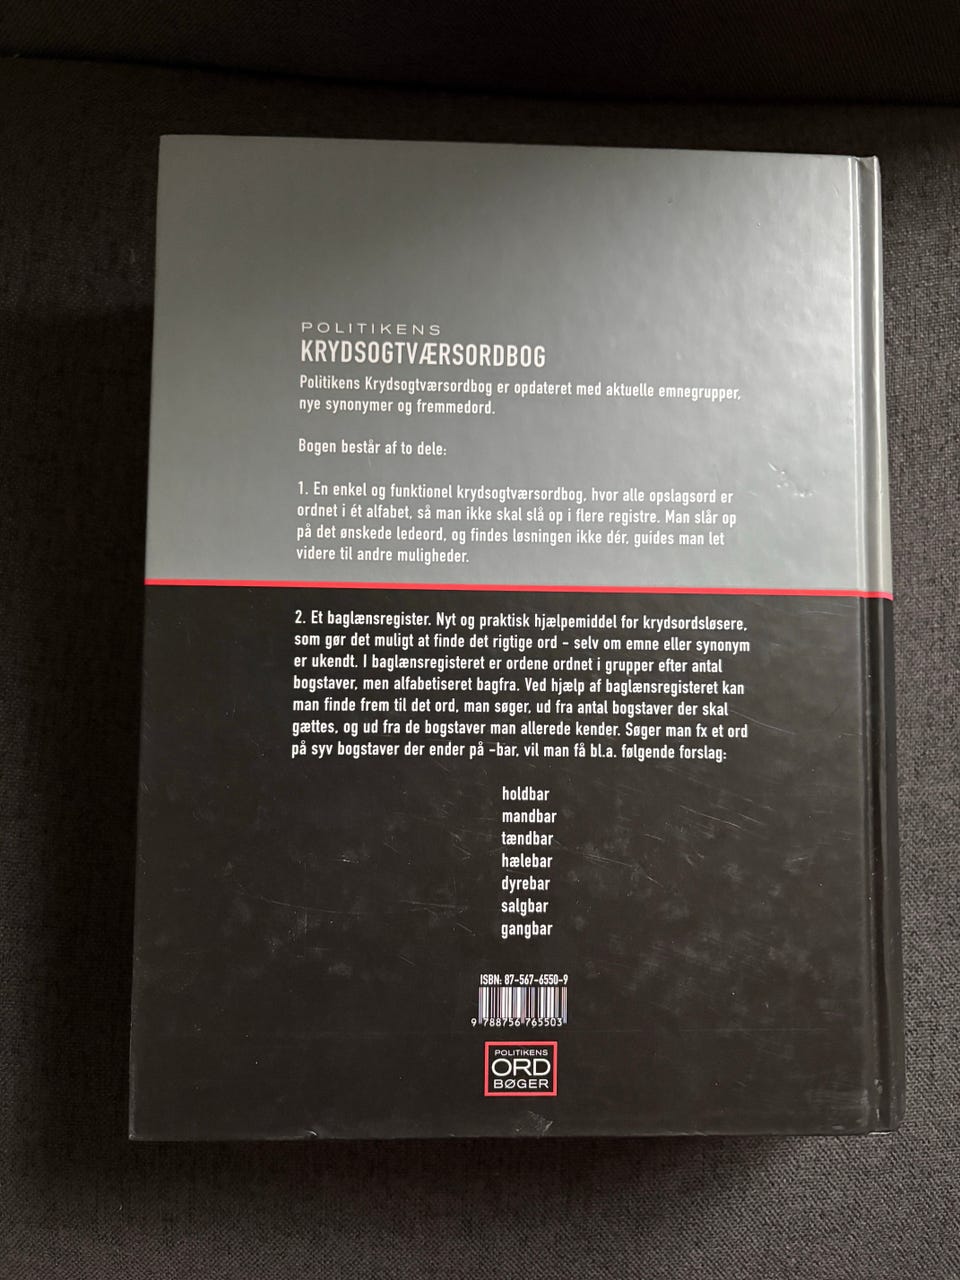 POLITIKENS
KRYDSOGTVÆRSORDBOG
Politikens Krydsogtværsordbog er opdateret med aktuelle emnegrupper,
nye synonymer og fremmedord.
Bogen består af to dele:
1. En enkel og funktionel krydsogtværsordbog, hvor alle opslagsord er
ordnet i ét alfabet, så man ikke skal slå op i flere registre. Man slår op
på det ønskede ledeord, og findes løsningen ikke dér, guides man let
videre til andre muligheder.
2. Et baglænsregister. Nyt og praktisk hjælpemiddel for krydsordsløsere,
som gør det muligt at finde det rigtige ord – selv om emne eller synonym
er ukendt. I baglænsregisteret er ordene ordnet i grupper efter antal
bogstaver, men alfabetiseret bagfra. Ved hjælp af baglænsregisteret kan
man finde frem til det ord, man søger, ud fra antal bogstaver der skal
gættes, og ud fra de bogstaver man allerede kender. Søger man fx et ord
på syv bogstaver der ender på -bar, vil man få bl.a. følgende forslag:
holdbar
mandbar
tændbar
hælebar
dyrebar
salgbar
gangbar
ISBN: 87-567-6550-9
9 788756 765503
POLITIKENS
ORD
BØGER